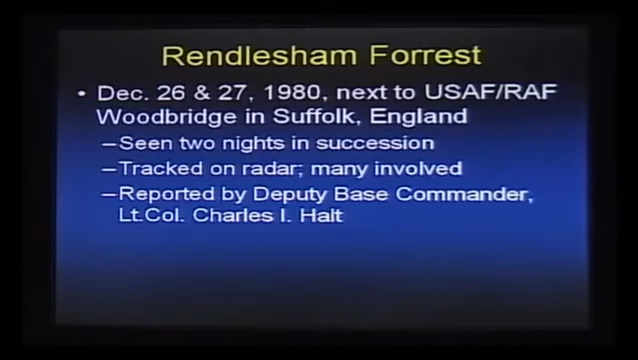 Rendlesham Forrest
• Dec. 26 & 27, 1980, next to USAF/RAF
Woodbridge in Suffolk, England
–Seen two nights in succession
–Tracked on radar; many involved
–Reported by Deputy Base Commander,
Lt.Col. Charles I. Halt